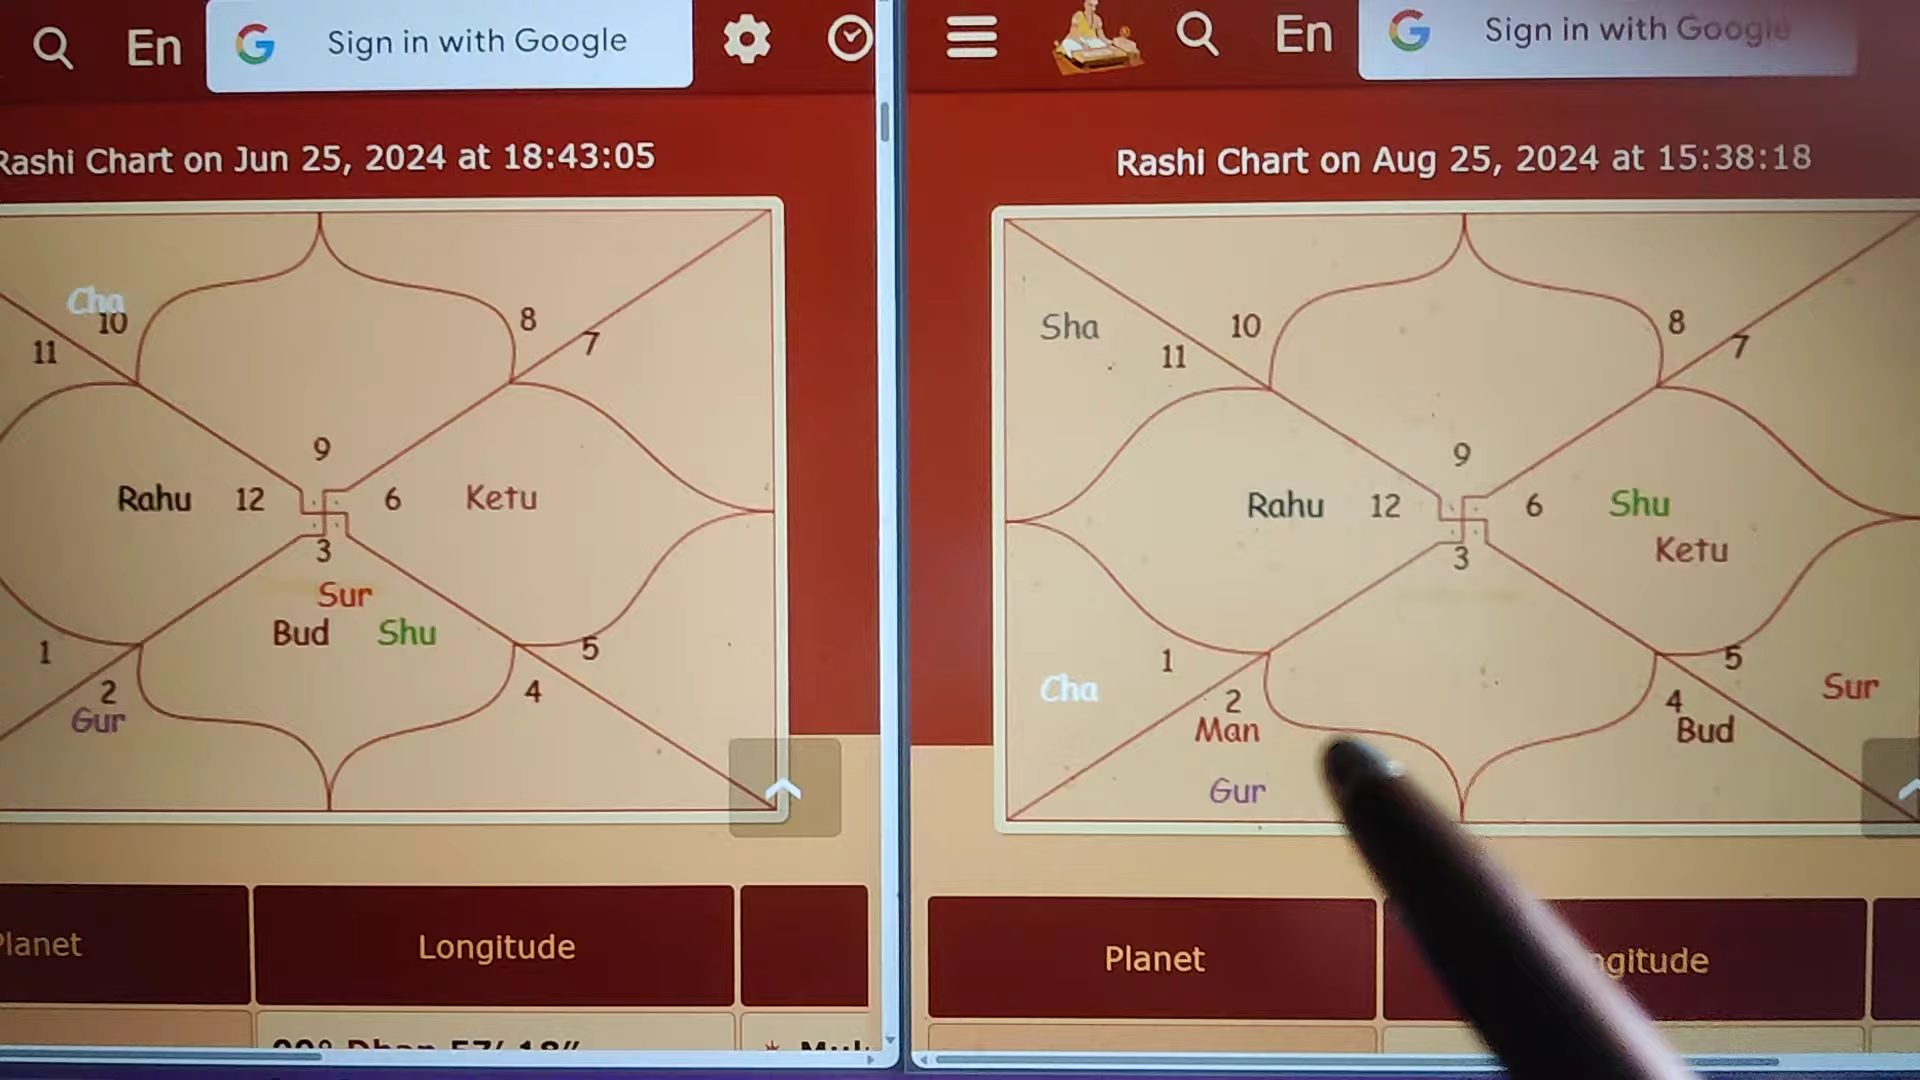 En
Sign in with Google
Rashi Chart on Jun 25, 2024 at 18:43:05
Cha
10
11
8
7
9
Rahu
12
6
Ketu
3
Sur
Bud
Shu
1
2
Gur
5
4
Planet
Longitude
En
Sign in with Google
Rashi Chart on Aug 25, 2024 at 15:38:18
Sha
10
11
8
7
9
Rahu
12
6
Shu
Ketu
3
1
Cha
2
Man
Gur
5
Sur
4
Bud
Planet
ngitude